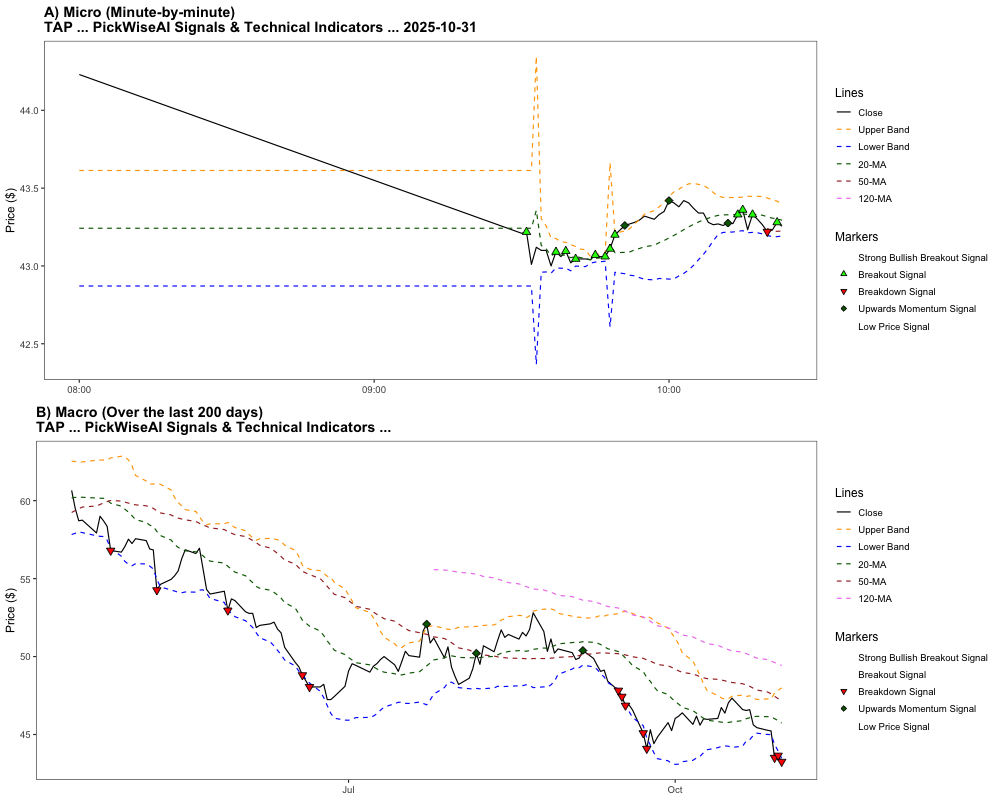 A) Micro (Minute-by-minute)
TAP ... PickWiseAI Signals & Technical Indicators ... 2025-10-31
Price ($)
44.0
43.5
43.0
42.5
08:00
09:00
10:00
Lines
Close
Upper Band
Lower Band
20-MA
50-MA
120-MA
Markers
Strong Bullish Breakout Signal
Breakout Signal
Breakdown Signal
Upwards Momentum Signal
Low Price Signal
B) Macro (Over the last 200 days)
TAP ... PickWiseAI Signals & Technical Indicators ...
Price ($)
60
55
50
45
Jul
Oct
Lines
Close
Upper Band
Lower Band
20-MA
50-MA
120-MA
Markers
Strong Bullish Breakout Signal
Breakout Signal
Breakdown Signal
Upwards Momentum Signal
Low Price Signal